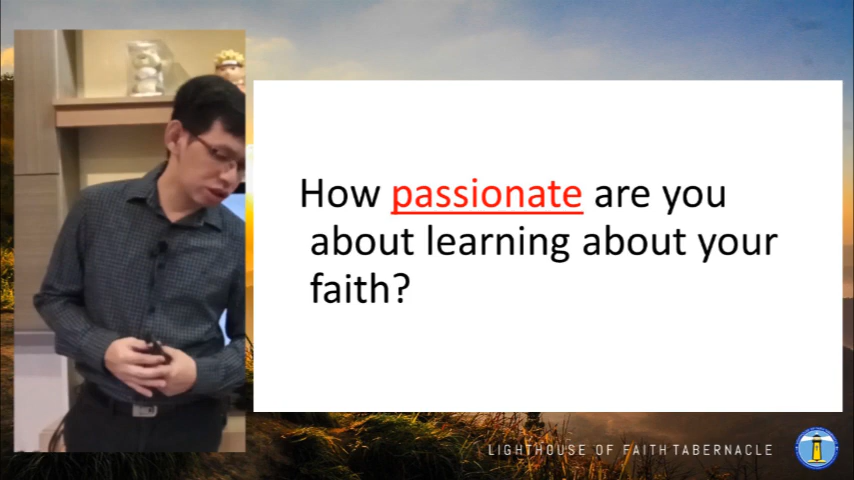 How passionate are you
about learning about your
faith?
LIGHTHOUSE OF FAITH TABERNACLE